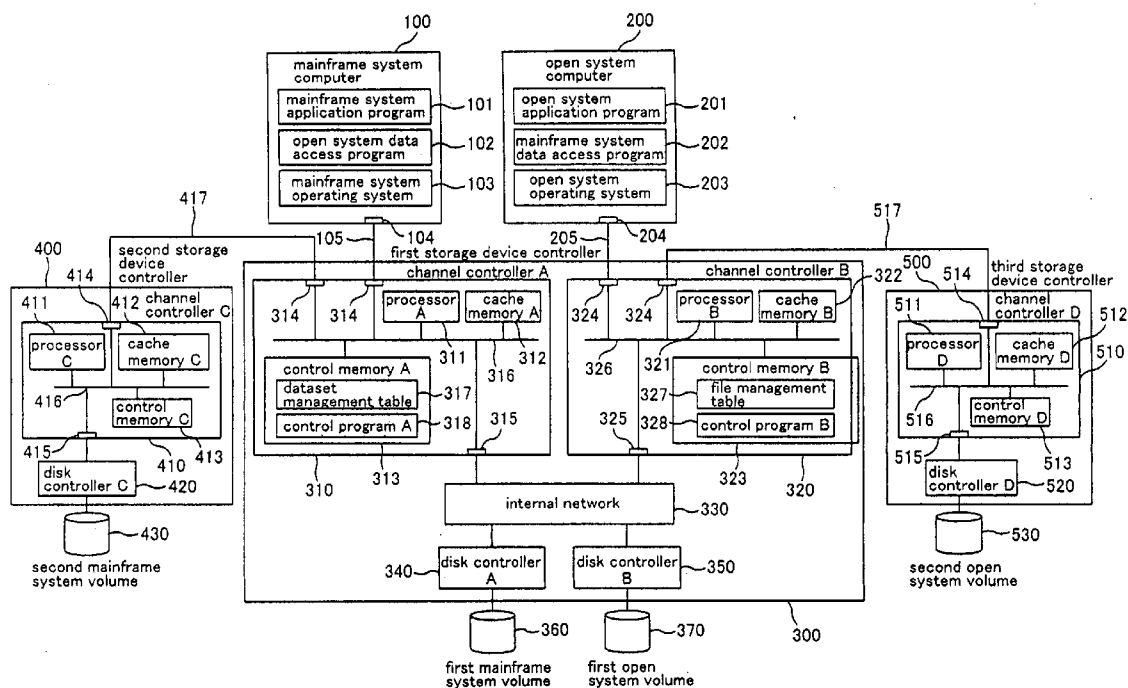 100
mainframe system
computer
mainframe system
application program
101
open system data
access program
102
mainframe system
operating system
103
104
105
200
open system
computer
open system
application program
201
mainframe system
data access program
202
open system
operating system
203
204
205
417
517
400
second storage
device
controller
414
channel controller C
411
412
processor
C
cache
memory C
416
control
memory C
415
410
413
disk
controller C
420
430
second mainframe
system volume
first storage device controller
channel controller A
314
314
processor
A
cache
memory A
311
312
316
control memory A
dataset
management table
317
control program A
318
315
310
313
channel controller B
322
324
324
processor
B
cache
memory B
321
326
control memory B
327
file management
table
328
control program B
325
323
320
internal network
330
340
disk controller
A
disk controller
B
350
300
360
first mainframe
system volume
370
first open
system volume
500
third storage
device controller
514
channel
controller D
511
512
processor
D
cache
memory D
510
516
control
memory D
515
513
disk
controller D
520
530
second open
system volume